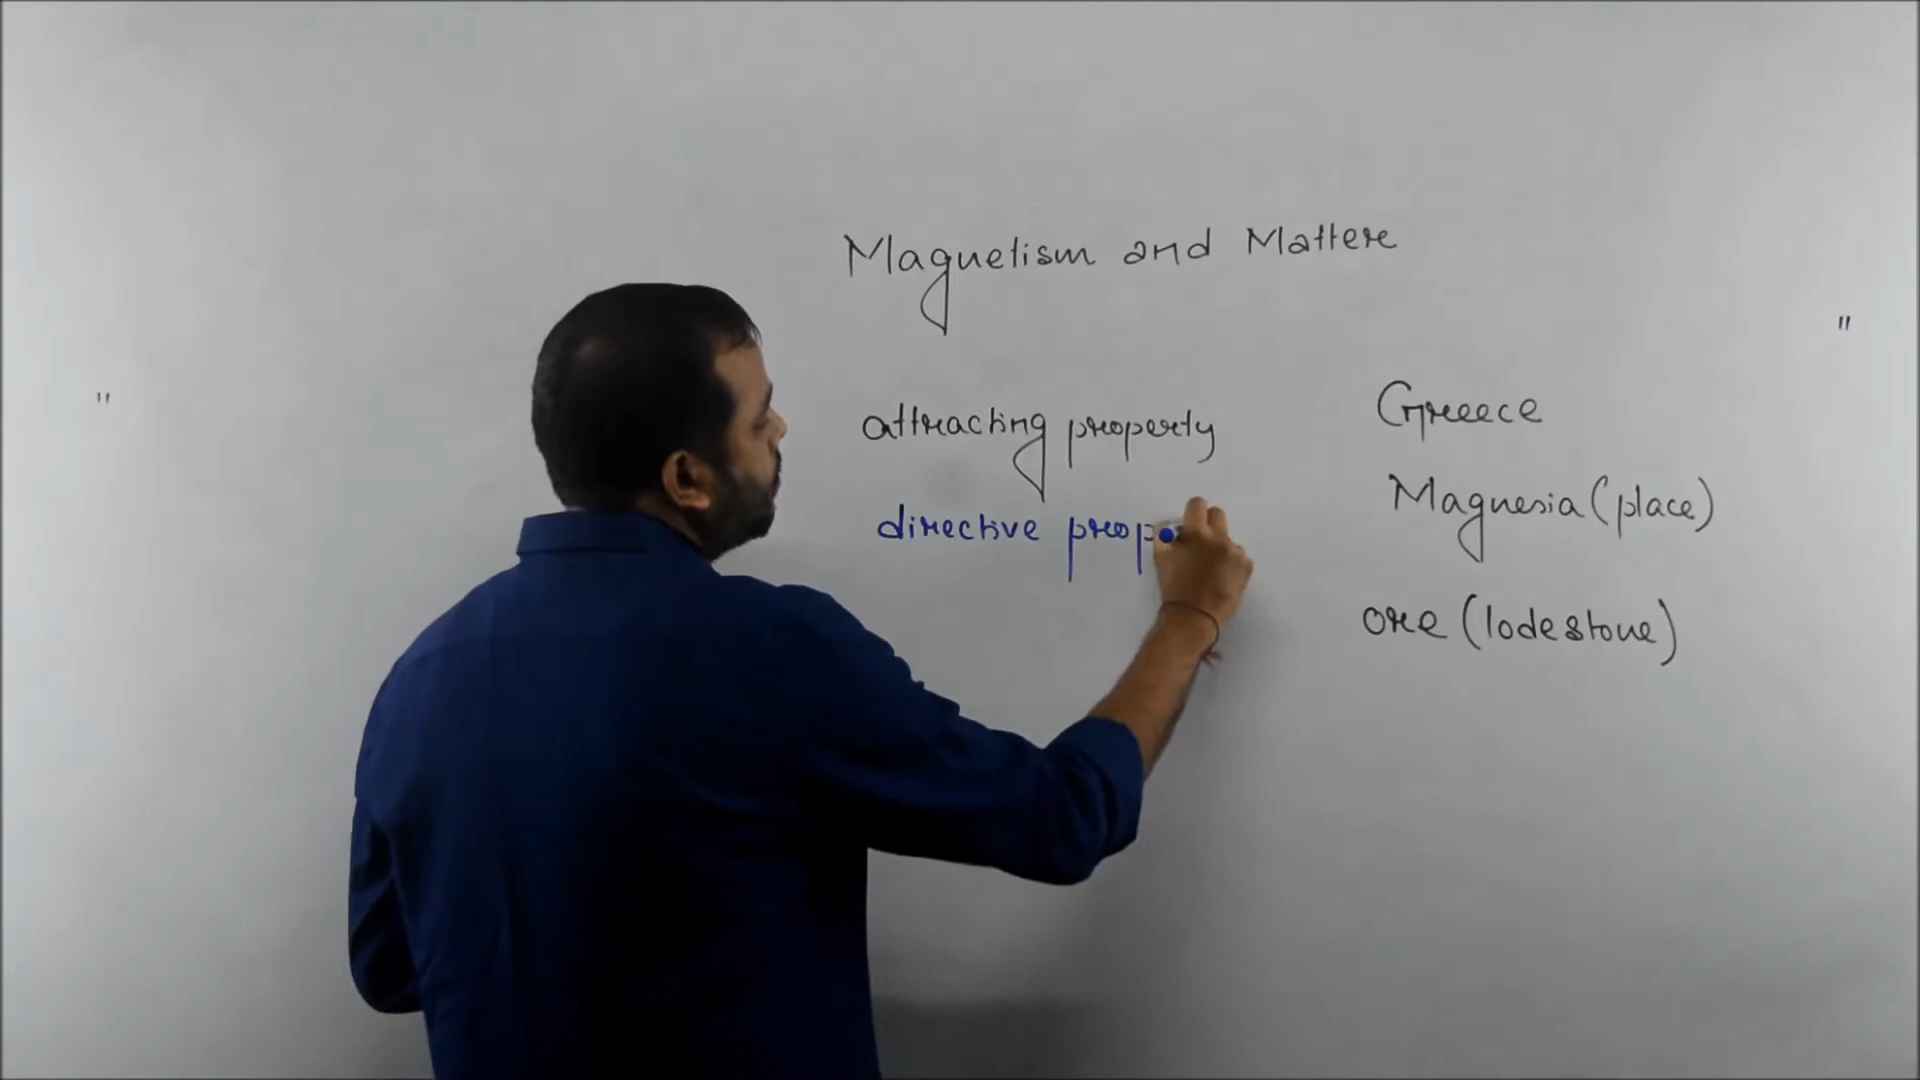 Magnetism and Matter
attracting property
directive prop
Greece
Magnesia (place)
ore (lodestone)
"
"